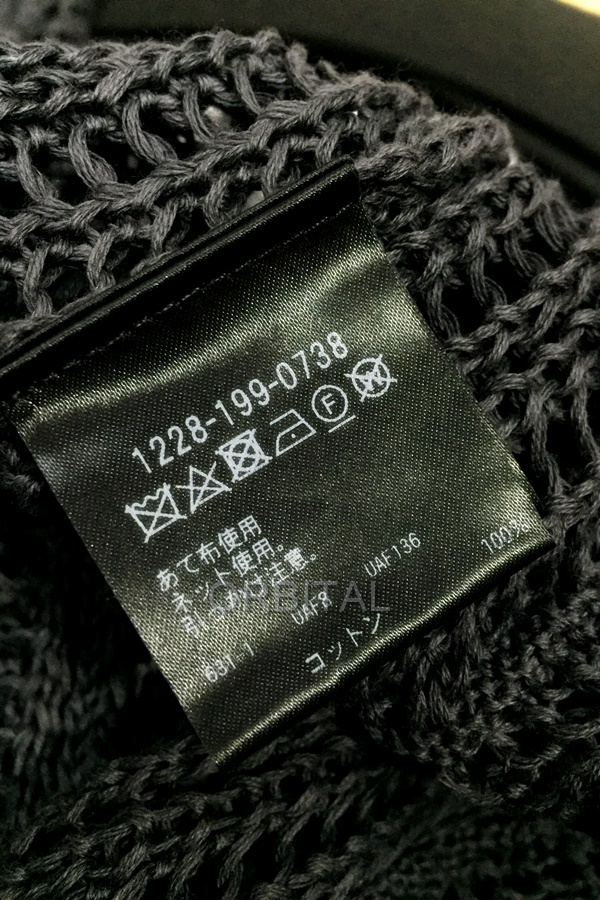 1228-199-0738
あて布使用
ネット使用。
引っかけ注意。
631 1 UAF8 UAF136
コットン 100%
ORBITAL